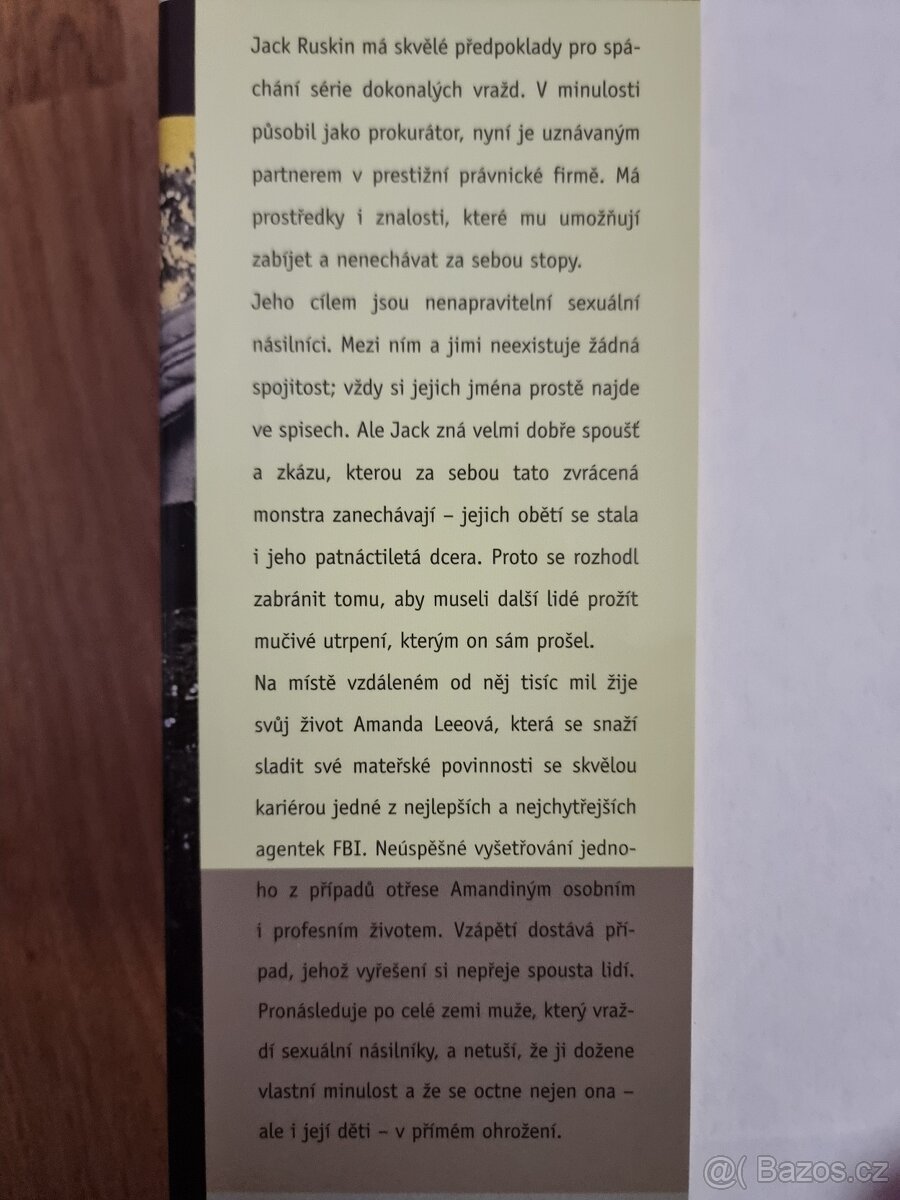 Jack Ruskin má skvělé předpoklady pro spá-
chání série dokonalých vražd. V minulosti
působil jako prokurátor, nyní je uznávaným
partnerem v prestižní právnické firmě. Má
prostředky i znalosti, které mu umožňují
zabíjet a nenechávat za sebou stopy.
Jeho cílem jsou nenapravitelní sexuální
násilníci. Mezi ním a jimi neexistuje žádná
spojitost; vždy si jejich jména prostě najde
ve spisech. Ale Jack zná velmi dobře spoušť
a zkázu, kterou za sebou tato zvrácená
monstra zanechávají – jejich obětí se stala
i jeho patnáctiletá dcera. Proto se rozhodl
zabránit tomu, aby museli další lidé prožít
mučivé utrpení, kterým on sám prošel.
Na místě vzdáleném od něj tisíc mil žije
svůj život Amanda Leeová, která se snaží
sladit své mateřské povinnosti se skvělou
kariérou jedné z nejlepších a nejchytřejších
agentek FBI. Neúspěšné vyšetřování jedno-
ho z případů otřese Amandiným osobním
i profesním životem. Vzápětí dostává pří-
pad, jehož vyřešení si nepřeje spousta lidí.
Pronásleduje po celé zemi muže, který vraž-
dí sexuální násilníky, a netuší, že ji dožene
vlastní minulost a že se octne nejen ona –
ale i její děti – v přímém ohrožení.
@( Bazos.cz